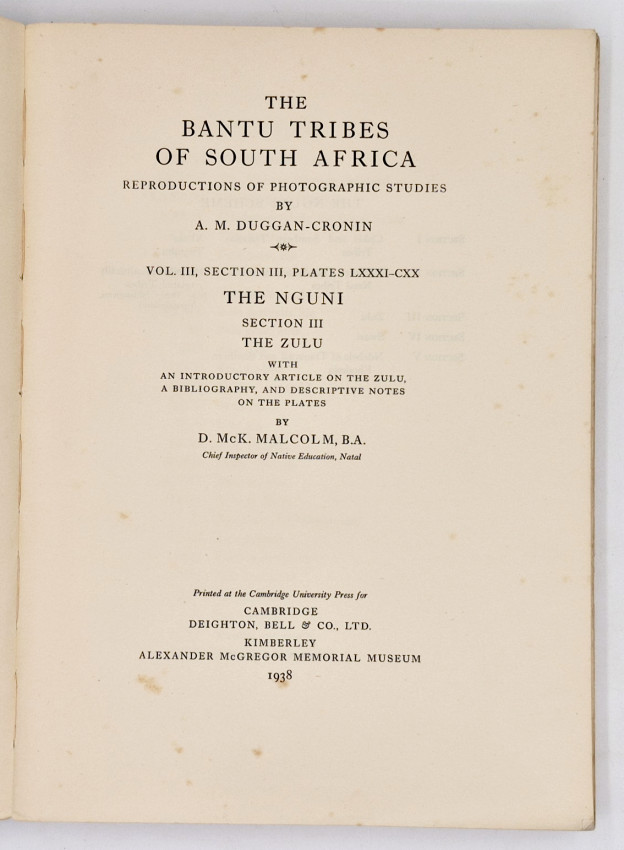 THE
BANTU TRIBES
OF SOUTH AFRICA
REPRODUCTIONS OF PHOTOGRAPHIC STUDIES
BY
A. M. DUGGAN-CRONIN
VOL. III, SECTION III, PLATES LXXXI–CXX
THE NGUNI
SECTION III
THE ZULU
WITH
AN INTRODUCTORY ARTICLE ON THE ZULU,
A BIBLIOGRAPHY, AND DESCRIPTIVE NOTES
ON THE PLATES
BY
D. McK. MALCOLM, B.A.
Chief Inspector of Native Education, Natal
Printed at the Cambridge University Press for
CAMBRIDGE
DEIGHTON, BELL & CO., LTD.
KIMBERLEY
ALEXANDER McGREGOR MEMORIAL MUSEUM
1938